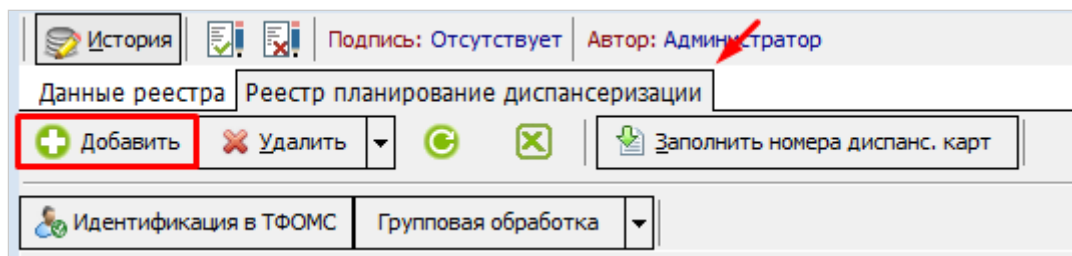 История Подпись: Отсутствует Автор: Администратор
Данные реестра Реестр планирование диспансеризации
Добавить Удалить Заполнить номера диспанс. карт
Идентификация в ТФОМС Групповая обработка